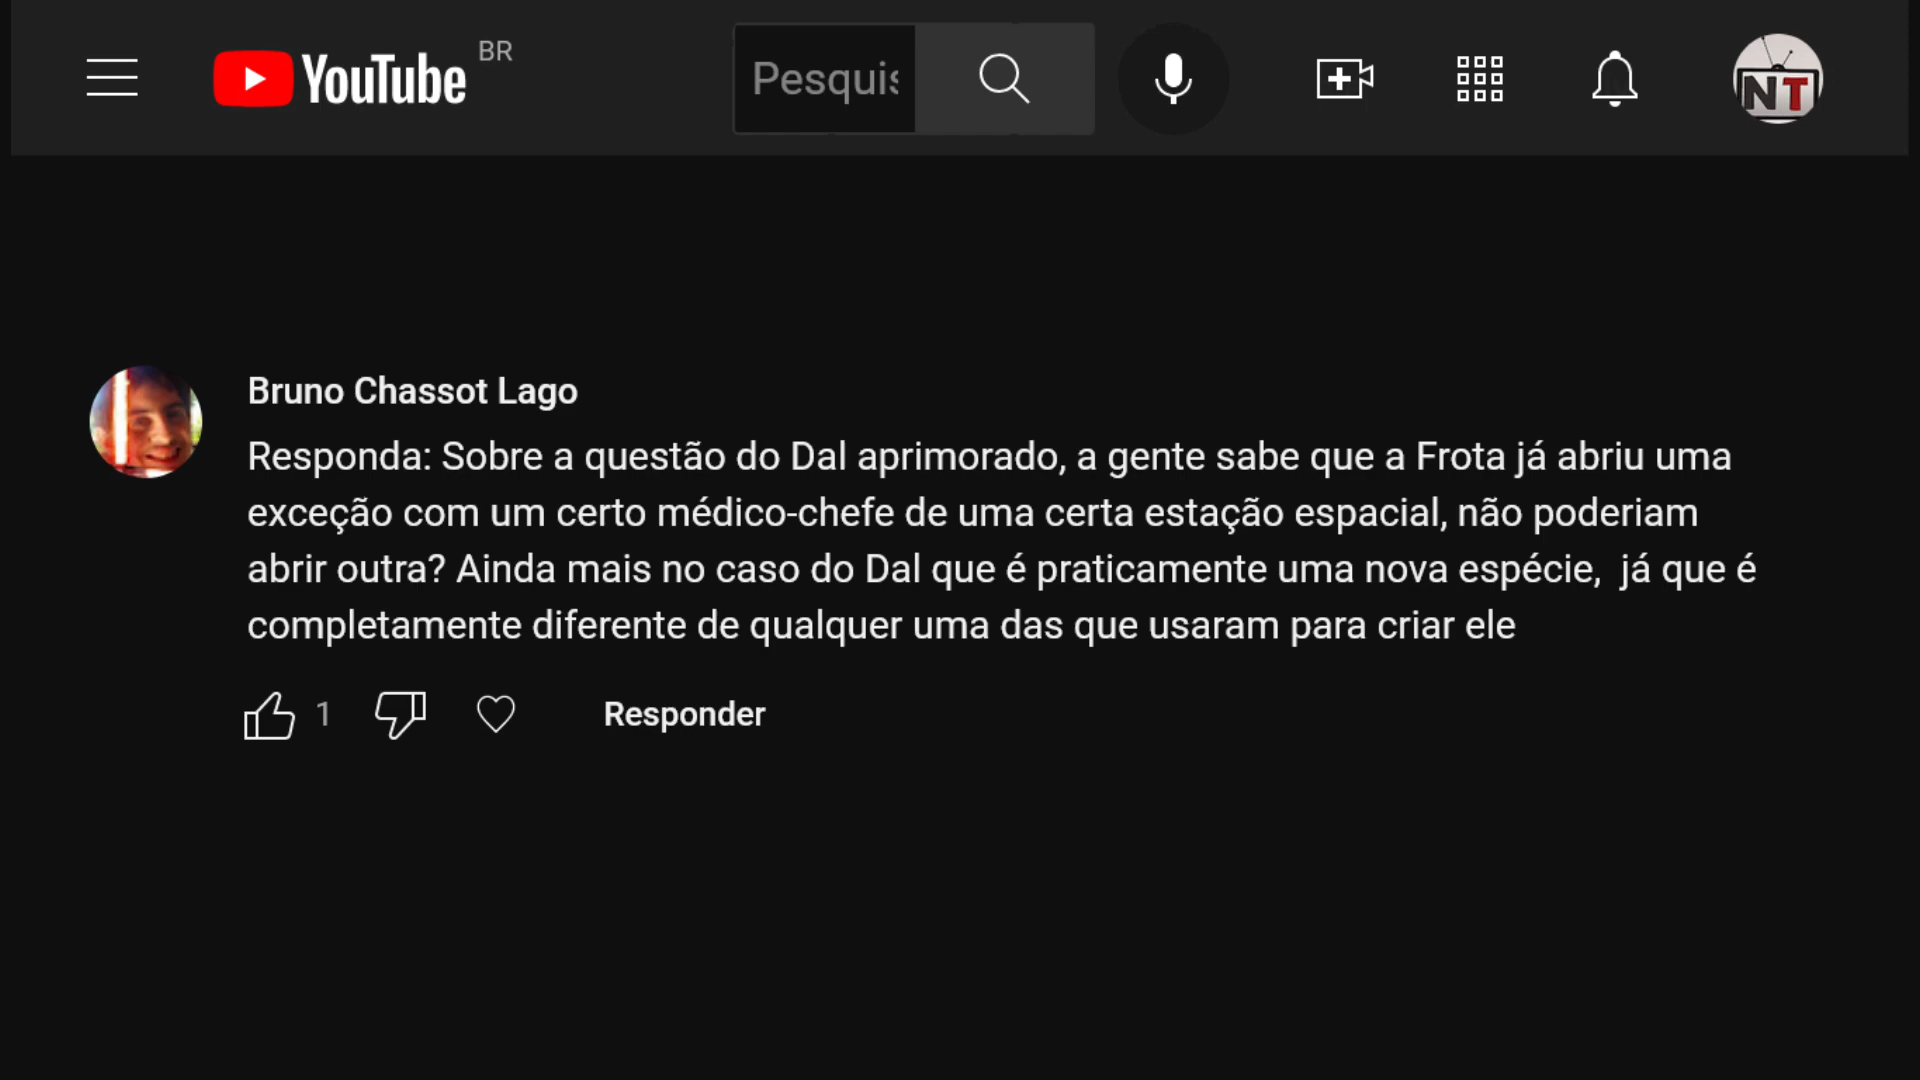 YouTube BR
Pesquis
NT
Bruno Chassot Lago
Responda: Sobre a questão do Dal aprimorado, a gente sabe que a Frota já abriu uma
exceção com um certo médico-chefe de uma certa estação espacial, não poderiam
abrir outra? Ainda mais no caso do Dal que é praticamente uma nova espécie,  já que é
completamente diferente de qualquer uma das que usaram para criar ele
1
Responder